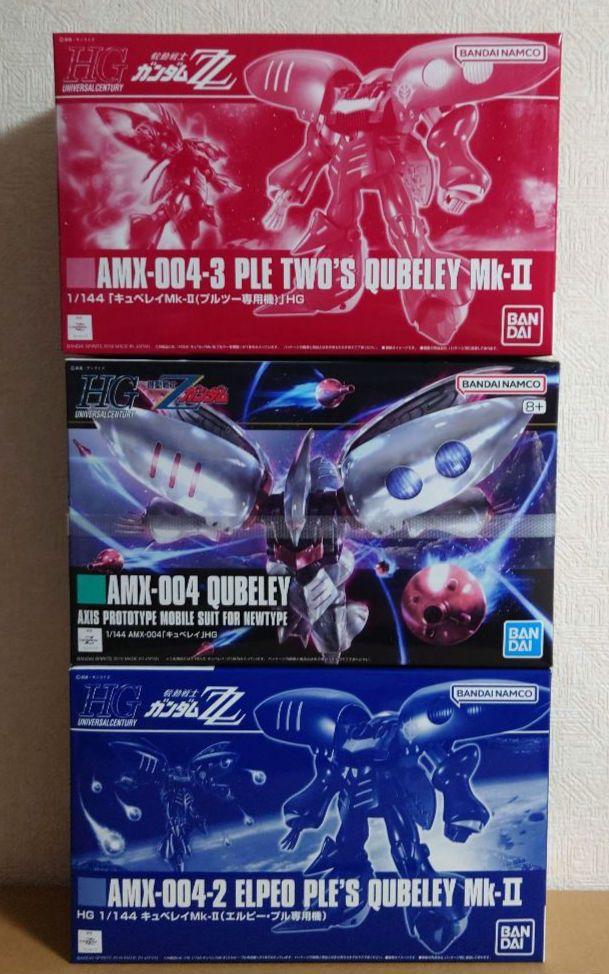 HG
UNIVERSAL CENTURY
機動戦士
ガンダムZZ
BANDAI NAMCO
AMX-004-3 PLE TWO'S QUBELEY Mk-II
1/144「キュベレイMk-II(プルツー専用機)」HG
BAN
DAI
HG
UNIVERSAL CENTURY
機動戦士
Zガンダム
BANDAI NAMCO
8+
AMX-004 QUBELEY
AXIS PROTOTYPE MOBILE SUIT FOR NEWTYPE
1/144 AMX-004「キュベレイ」HG
BAN
DAI
HG
UNIVERSAL CENTURY
機動戦士
ガンダムZZ
BANDAI NAMCO
AMX-004-2 ELPEO PLE'S QUBELEY Mk-II
HG 1/144 キュベレイMk-II(エルピー・プル専用機)
BAN
DAI